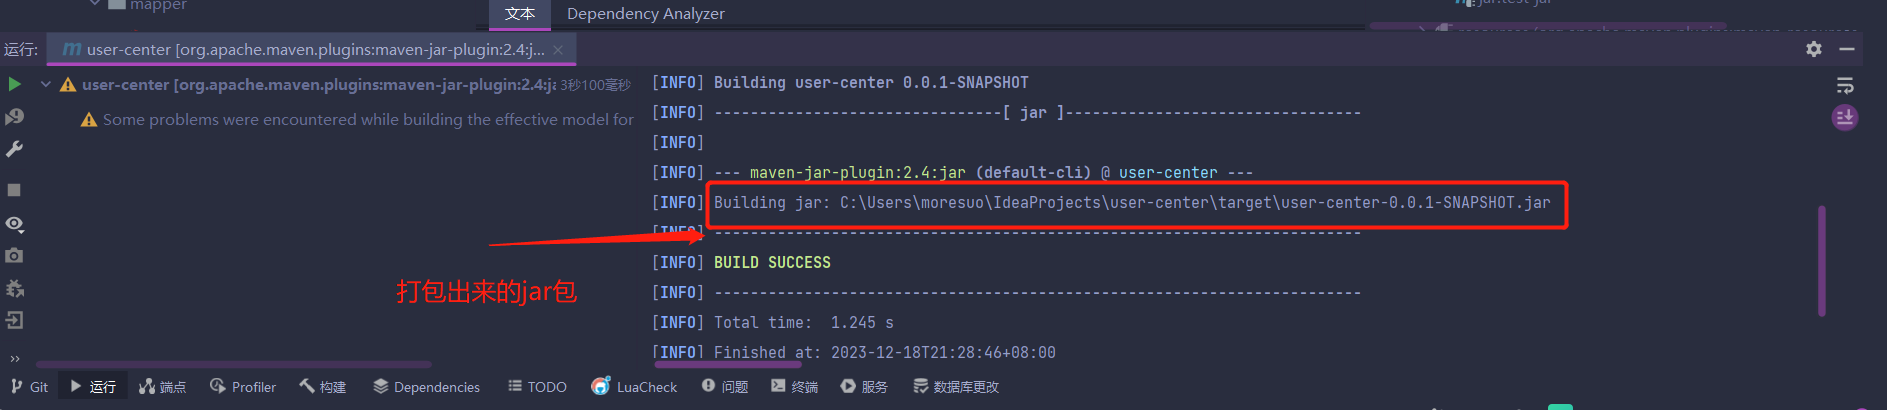 mapper
文本 Dependency Analyzer
运行: user-center [org.apache.maven.plugins:maven-jar-plugin:2.4:j...
user-center [org.apache.maven.plugins:maven-jar-plugin:2.4:ja 3秒100毫秒
Some problems were encountered while building the effective model for
[INFO] Building user-center 0.0.1-SNAPSHOT
[INFO] --------------------------------[ jar ]---------------------------------
[INFO]
[INFO] --- maven-jar-plugin:2.4:jar (default-cli) @ user-center ---
[INFO] Building jar: C:\Users\moresuo\IdeaProjects\user-center\target\user-center-0.0.1-SNAPSHOT.jar
[INFO] ------------------------------------------------------------------------
[INFO] BUILD SUCCESS
[INFO] ------------------------------------------------------------------------
[INFO] Total time:  1.245 s
[INFO] Finished at: 2023-12-18T21:28:46+08:00
打包出来的jar包
Git 运行 端点 Profiler 构建 Dependencies TODO LuaCheck 问题 终端 服务 数据库更改